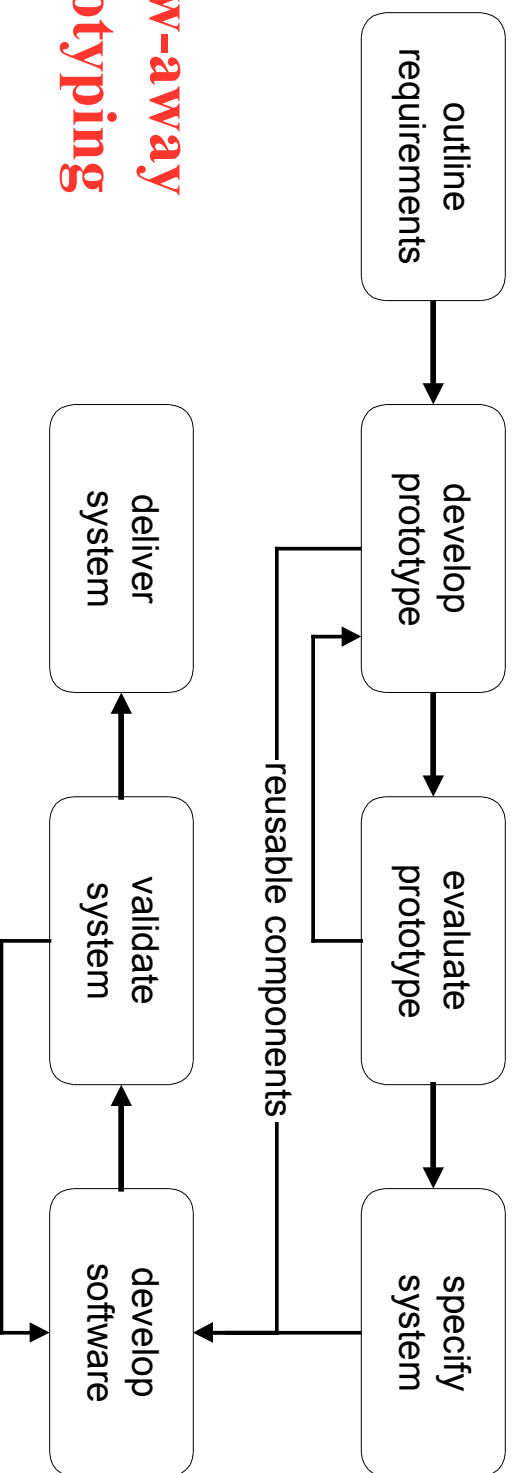 w-away
otyping
outline
requirements
develop
prototype
evaluate
prototype
specify
system
reusable components
deliver
system
validate
system
develop
software